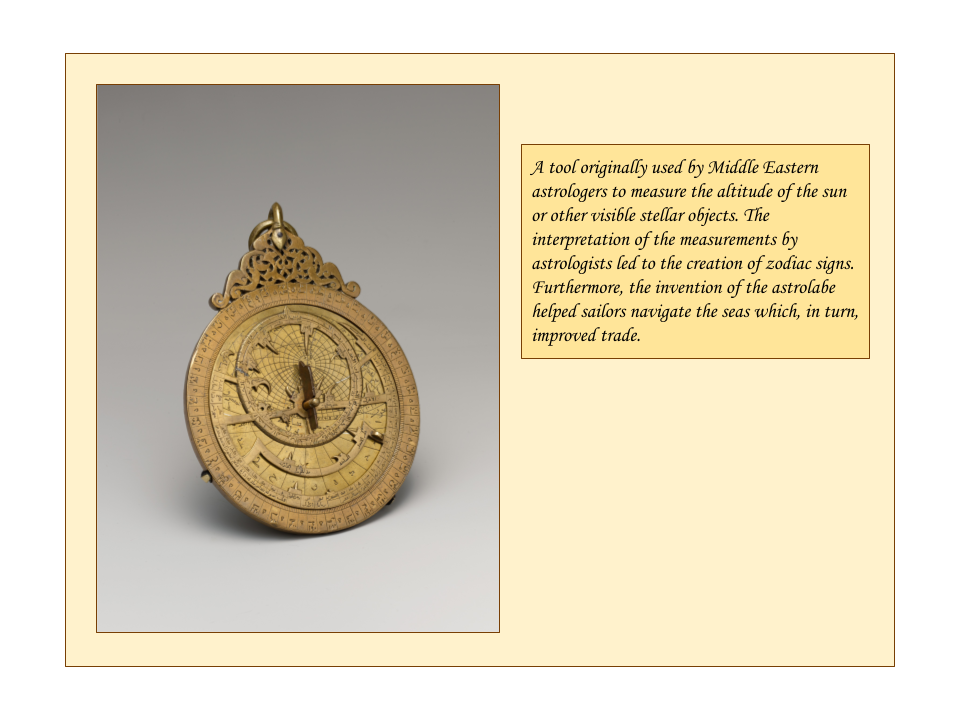 A tool originally used by Middle Eastern
astrologers to measure the altitude of the sun
or other visible stellar objects. The
interpretation of the measurements by
astrologists led to the creation of zodiac signs.
Furthermore, the invention of the astrolabe
helped sailors navigate the seas which, in turn,
improved trade.